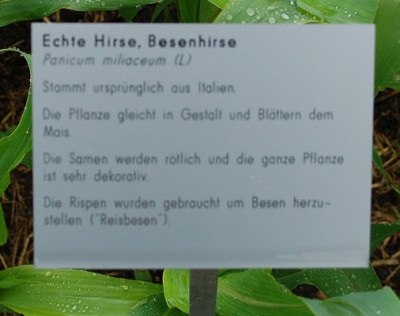 Echte Hirse, Besenhirse
Panicum miliaceum (L)
Stammt ursprünglich aus Italien.
Die Pflanze gleicht in Gestalt und Blättern dem
Mais.
Die Samen werden rötlich und die ganze Pflanze
ist sehr dekorativ.
Die Rispen wurden gebraucht um Besen herzu-
stellen ("Reisbesen").